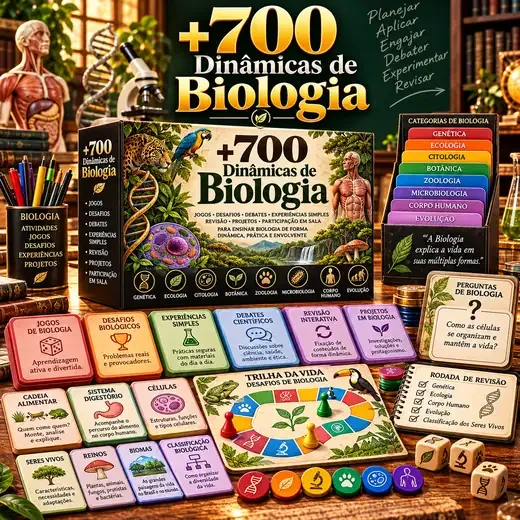 +700
Dinâmicas de
Biologia
Planejar
Aplicar
Engajar
Debater
Experimentar
Revisar
+700
Dinâmicas de
Biologia
• JOGOS
• DESAFIOS
• DEBATES
• EXPERIÊNCIAS
SIMPLES
• REVISÃO
• PROJETOS
• PARTICIPAÇÃO
EM SALA
+700
Dinâmicas de
Biologia
JOGOS • DESAFIOS • DEBATES • EXPERIÊNCIAS SIMPLES
REVISÃO • PROJETOS • PARTICIPAÇÃO EM SALA
PARA ENSINAR BIOLOGIA DE FORMA
DINÂMICA, PRÁTICA E ENVOLVENTE
GENÉTICA
ECOLOGIA
CITOLOGIA
BOTÂNICA
ZOOLOGIA
MICROBIOLOGIA
CORPO
HUMANO
EVOLUÇÃO
CATEGORIAS DE BIOLOGIA
GENÉTICA
ECOLOGIA
CITOLOGIA
BOTÂNICA
ZOOLOGIA
MICROBIOLOGIA
CORPO HUMANO
EVOLUÇÃO
"A Biologia
explica a vida em
suas múltiplas formas."
BIOLOGIA
ATIVIDADES
JOGOS
DESAFIOS
EXPERIÊNCIAS
PROJETOS
JOGOS
DE BIOLOGIA
Aprendizagem
ativa e divertida.
DESAFIOS
BIOLÓGICOS
Problemas reais
e provocadores.
EXPERIÊNCIAS
SIMPLES
Práticas seguras
com materiais
do dia a dia.
DEBATES
CIENTÍFICOS
Discussões sobre
ciência, saúde,
ambiente e ética.
REVISÃO
INTERATIVA
Fixação de
conteúdos de
forma dinâmica.
PROJETOS
EM BIOLOGIA
Investigações,
soluções e
protagonismo.
PERGUNTAS
DE BIOLOGIA
?
Como as células
se organizam e
mantêm a vida?
CADEIA
ALIMENTAR
Quem come quem?
Monte, analise
e explique.
SISTEMA
DIGESTÓRIO
Acompanhe o
percurso do alimento
no corpo humano.
CÉLULAS
Estruturas, funções
e tipos celulares.
TRILHA DA VIDA
DESAFIOS DE BIOLOGIA
RODADA DE REVISÃO
Genética
Ecologia
Corpo Humano
Evolução
Classificação dos Seres Vivos
SERES VIVOS
Características,
necessidades e
adaptações.
REINOS
Plantas, animais,
fungos, protistas
e bactérias.
BIOMAS
As grandes
paisagens da vida
no Brasil e no mundo.
CLASSIFICAÇÃO
BIOLÓGICA
Como organizar
a diversidade
da vida.